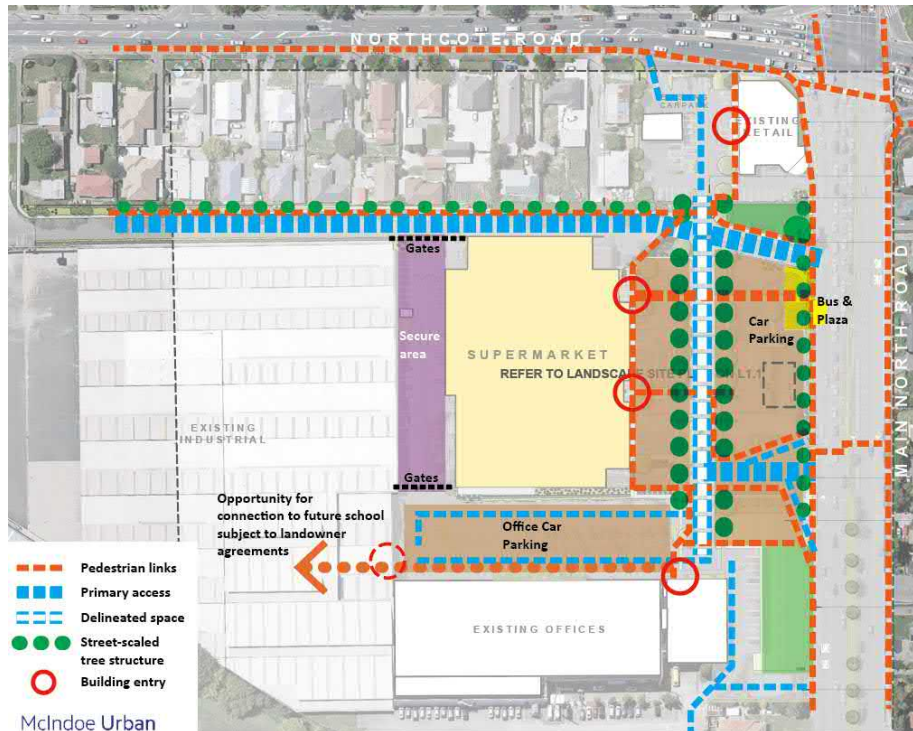 NORTHCOTE ROAD
CARPARK
EXISTING
RETAIL
MAIN NORTH ROAD
Gates
Bus &
Plaza
Secure
area
Car
Parking
SUPERMARKET
REFER TO LANDSCAPE SITE L1.1
EXISTING
INDUSTRIAL
Gates
Opportunity for
connection to future school
subject to landowner
agreements
Office Car
Parking
EXISTING OFFICES
Pedestrian links
Primary access
Delineated space
Street-scaled
tree structure
Building entry
McIndoe Urban